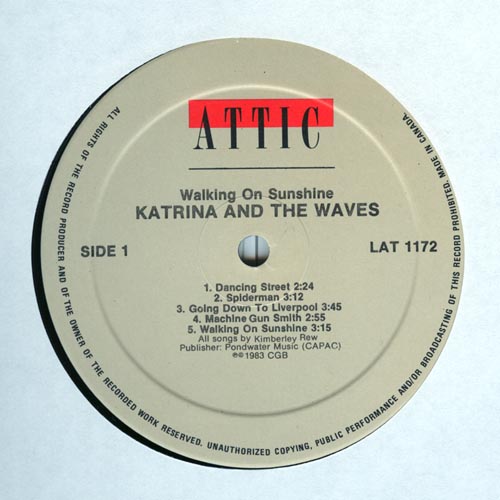 ATTIC
Walking On Sunshine
KATRINA AND THE WAVES
SIDE 1
LAT 1172
1. Dancing Street 2:24
2. Spiderman 3:12
3. Going Down To Liverpool 3:45
4. Machine Gun Smith 2:55
5. Walking On Sunshine 3:15
All songs by Kimberley Rew
Publisher: Pondwater Music (CAPAC)
℗©1983 CGB
ALL RIGHTS OF THE RECORD PRODUCER AND OF THE OWNER OF THE RECORDED WORK RESERVED. UNAUTHORIZED COPYING, PUBLIC PERFORMANCE AND/OR BROADCASTING OF THIS RECORD PROHIBITED. MADE IN CANADA.